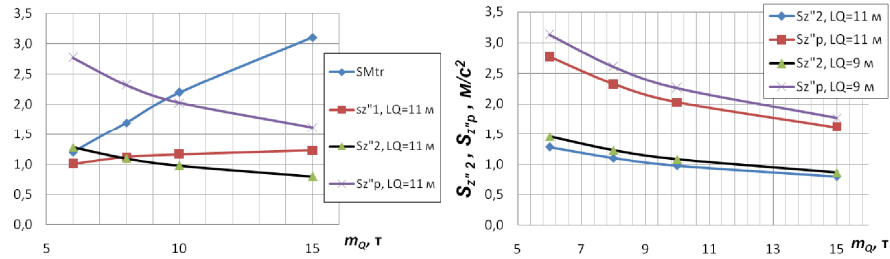 3,5
3,0
2,5
2,0
1,5
1,0
0,5
0,0
5
10
15
mQ, т
SMtr
sz"1, LQ=11 м
Sz"2, LQ=11 м
Sz"p, LQ=11 м
Sz" 2 , Sz"p , м/с²
3,5
3,0
2,5
2,0
1,5
1,0
0,5
0,0
5
7
9
11
13
15
mQ, т
Sz"2, LQ=11 м
Sz"p, LQ=11 м
Sz"2, LQ=9 м
Sz"p, LQ=9 м